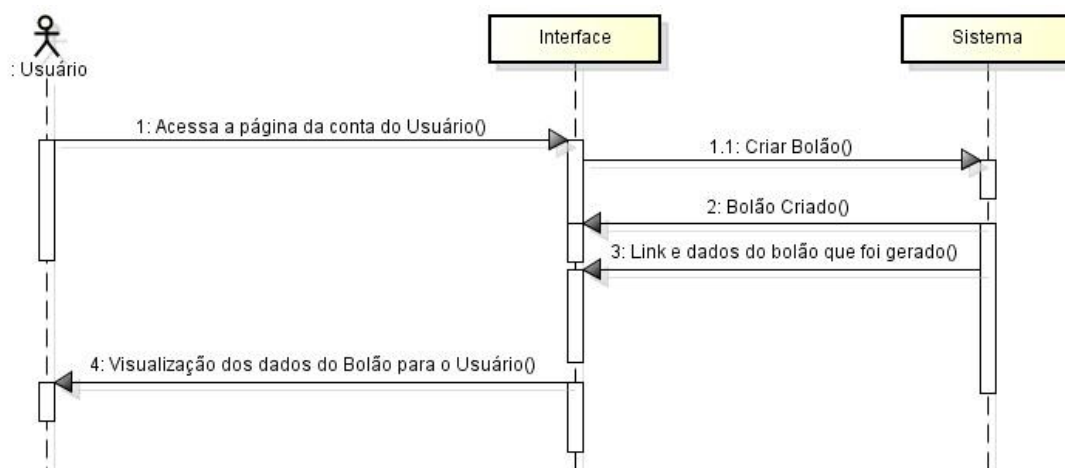 Interface
Sistema
: Usuário
1: Acessa a página da conta do Usuário()
1.1: Criar Bolão()
2: Bolão Criado()
3: Link e dados do bolão que foi gerado()
4: Visualização dos dados do Bolão para o Usuário()